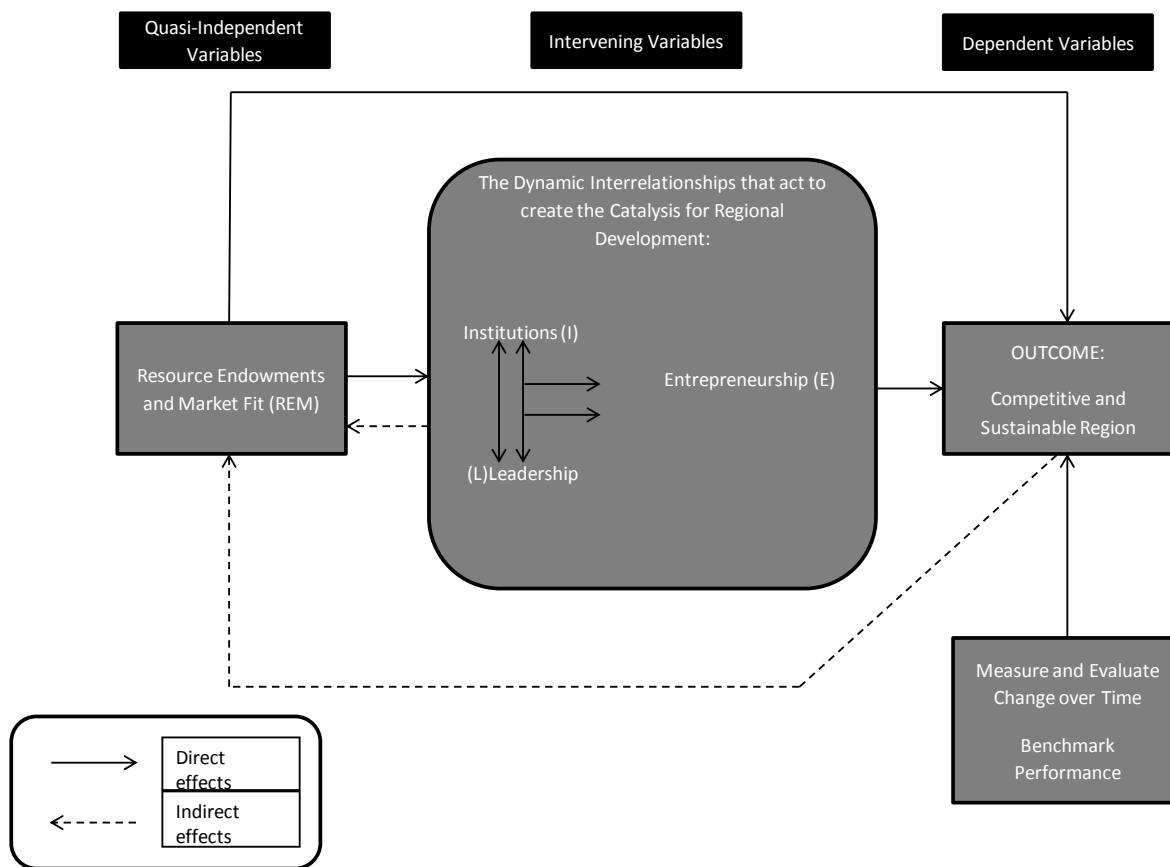 Quasi-Independent
Variables
Intervening Variables
Dependent Variables
The Dynamic Interrelationships that act to
create the Catalysis for Regional
Development:
Institutions (I)
Entrepreneurship (E)
(L)Leadership
Resource Endowments
and Market Fit (REM)
OUTCOME:
Competitive and
Sustainable Region
Measure and Evaluate
Change over Time
Benchmark
Performance
Direct
effects
Indirect
effects